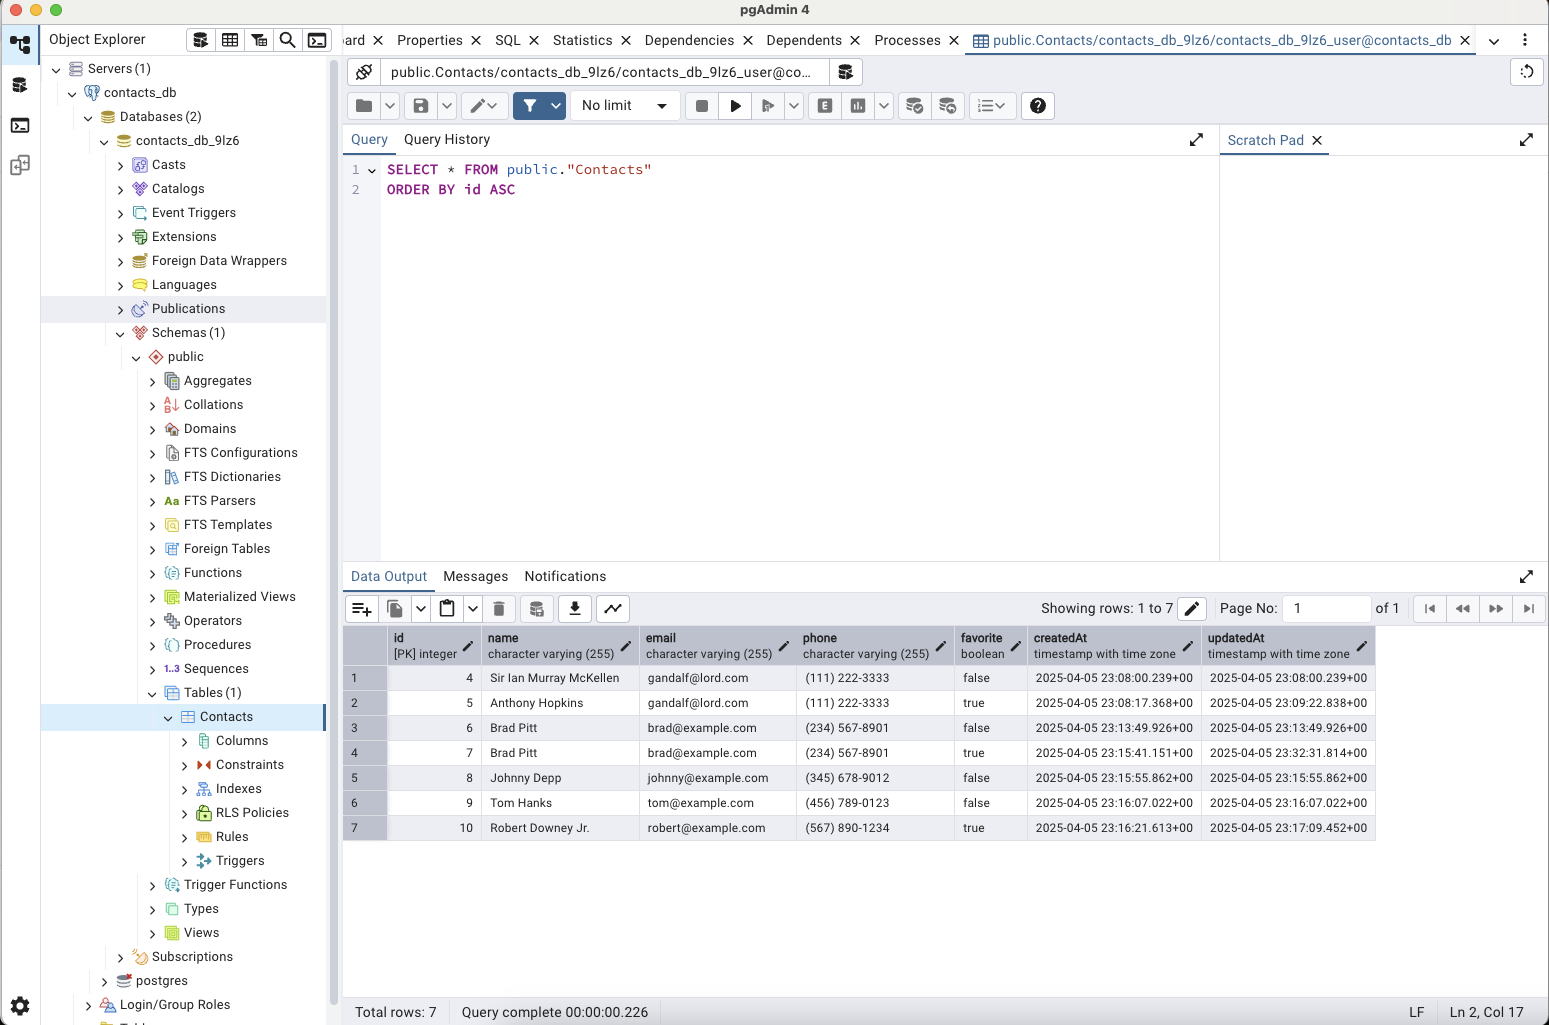 pgAdmin 4
Object Explorer
ard Properties SQL Statistics Dependencies Dependents Processes public.Contacts/contacts_db_9lz6/contacts_db_9lz6_user@contacts_db
Servers (1)
contacts_db
Databases (2)
contacts_db_9lz6
Casts
Catalogs
Event Triggers
Extensions
Foreign Data Wrappers
Languages
Publications
Schemas (1)
public
Aggregates
Collations
Domains
FTS Configurations
FTS Dictionaries
Aa FTS Parsers
FTS Templates
Foreign Tables
Functions
Materialized Views
Operators
Procedures
1..3 Sequences
Tables (1)
Contacts
Columns
Constraints
Indexes
RLS Policies
Rules
Triggers
Trigger Functions
Types
Views
Subscriptions
postgres
Login/Group Roles
public.Contacts/contacts_db_9lz6/contacts_db_9lz6_user@co...
No limit
E
Query Query History
Scratch Pad
1 SELECT * FROM public."Contacts"
2 ORDER BY id ASC
Data Output Messages Notifications
Showing rows: 1 to 7 Page No: 1 of 1
id name email phone favorite createdAt updatedAt
[PK] integer character varying (255) character varying (255) character varying (255) boolean timestamp with time zone timestamp with time zone
1 4 Sir Ian Murray McKellen gandalf@lord.com (111) 222-3333 false 2025-04-05 23:08:00.239+00 2025-04-05 23:08:00.239+00
2 5 Anthony Hopkins gandalf@lord.com (111) 222-3333 true 2025-04-05 23:08:17.368+00 2025-04-05 23:09:22.838+00
3 6 Brad Pitt brad@example.com (234) 567-8901 false 2025-04-05 23:13:49.926+00 2025-04-05 23:13:49.926+00
4 7 Brad Pitt brad@example.com (234) 567-8901 true 2025-04-05 23:15:41.151+00 2025-04-05 23:32:31.814+00
5 8 Johnny Depp johnny@example.com (345) 678-9012 false 2025-04-05 23:15:55.862+00 2025-04-05 23:15:55.862+00
6 9 Tom Hanks tom@example.com (456) 789-0123 false 2025-04-05 23:16:07.022+00 2025-04-05 23:16:07.022+00
7 10 Robert Downey Jr. robert@example.com (567) 890-1234 true 2025-04-05 23:16:21.613+00 2025-04-05 23:17:09.452+00
Total rows: 7 Query complete 00:00:00.226 LF Ln 2, Col 17